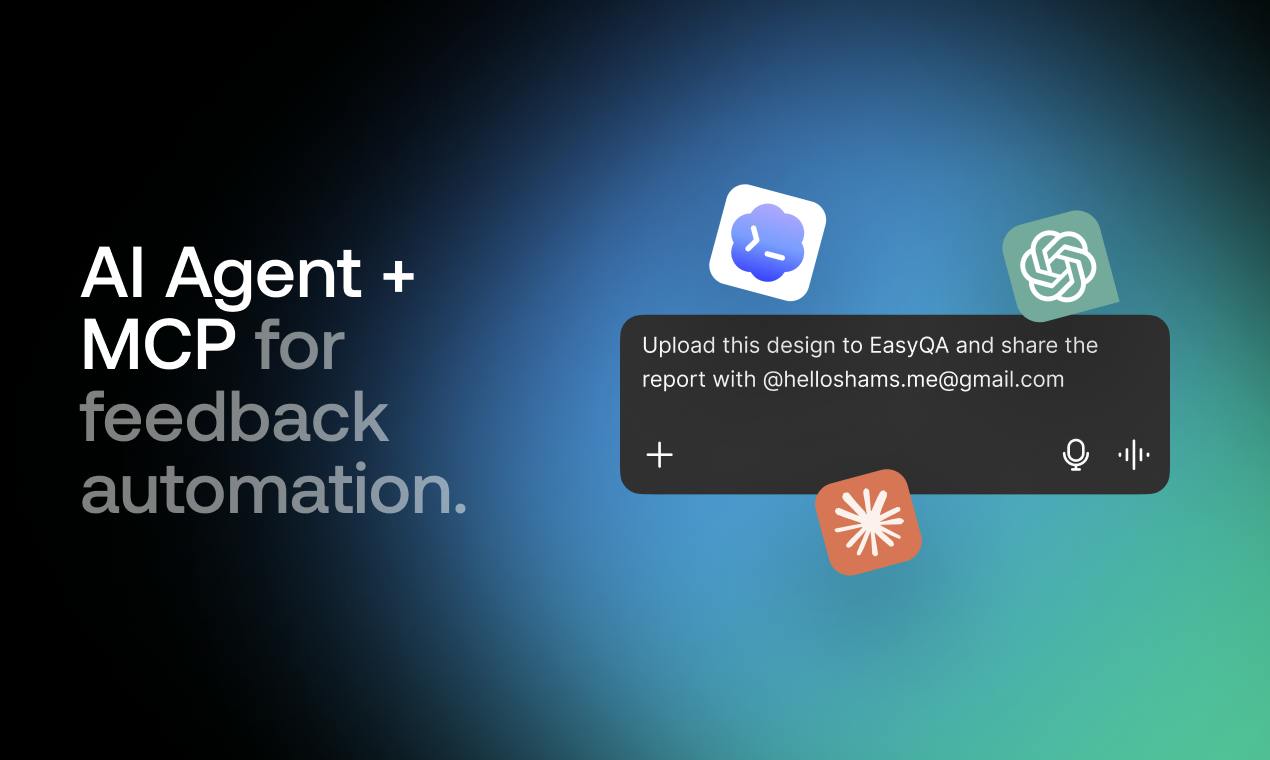 AI Agent +
MCP for
feedback
automation.
Upload this design to EasyQA and share the
report with @helloshams.me@gmail.com